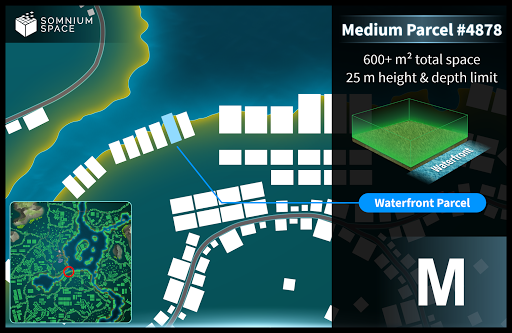 SOMNIUM
SPACE
Medium Parcel #4878
600+ m² total space
25 m height & depth limit
Waterfront
Waterfront Parcel
M